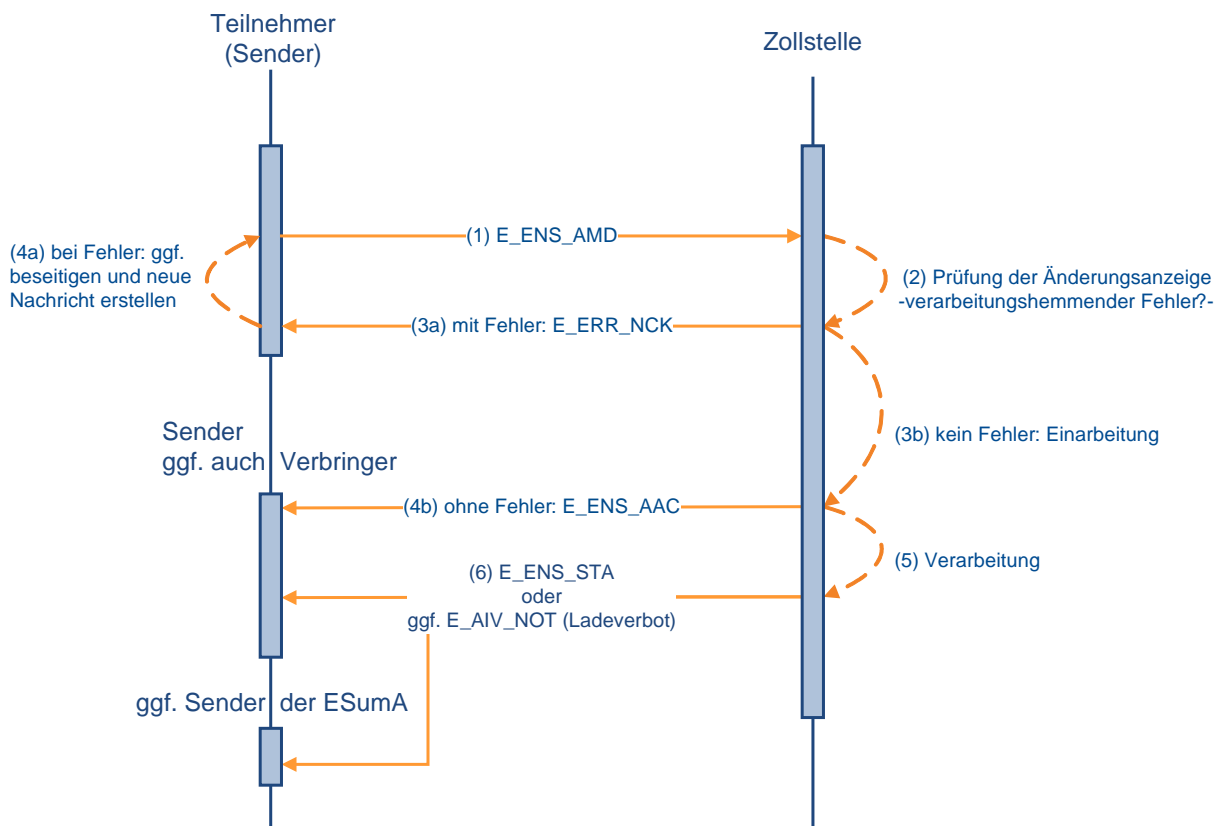 Teilnehmer
(Sender)
Zollstelle
(1) E_ENS_AMD
(4a) bei Fehler: ggf.
beseitigen und neue
Nachricht erstellen
(2) Prüfung der Änderungsanzeige
-verarbeitungshemmender Fehler?-
(3a) mit Fehler: E_ERR_NCK
Sender
ggf. auch Verbringer
(3b) kein Fehler: Einarbeitung
(4b) ohne Fehler: E_ENS_AAC
(5) Verarbeitung
(6) E_ENS_STA
oder
ggf. E_AIV_NOT (Ladeverbot)
ggf. Sender der ESumA